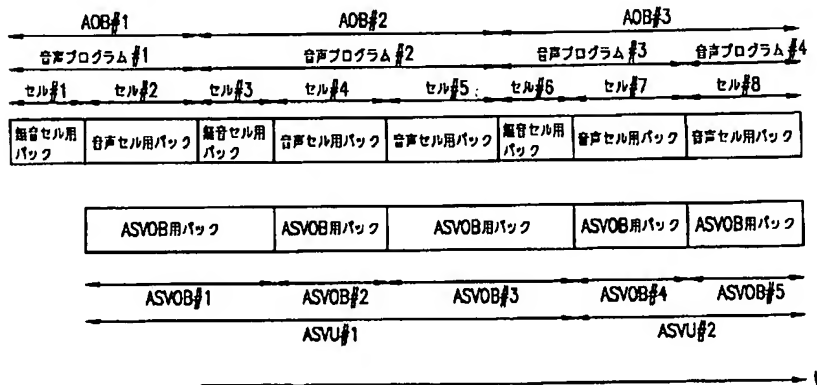 AOB#1 AOB#2 AOB#3
音声プログラム#1 音声プログラム#2 音声プログラム#3 音声プログラム#4
セル#1 セル#2 セル#3 セル#4 セル#5 セル#6 セル#7 セル#8
無音セル用パック 音声セル用パック 無音セル用パック 音声セル用パック 音声セル用パック 無音セル用パック 音声セル用パック 音声セル用パック
ASVOB用パック ASVOB用パック ASVOB用パック ASVOB用パック ASVOB用パック
ASVOB#1 ASVOB#2 ASVOB#3 ASVOB#4 ASVOB#5
ASVU#1 ASVU#2
t